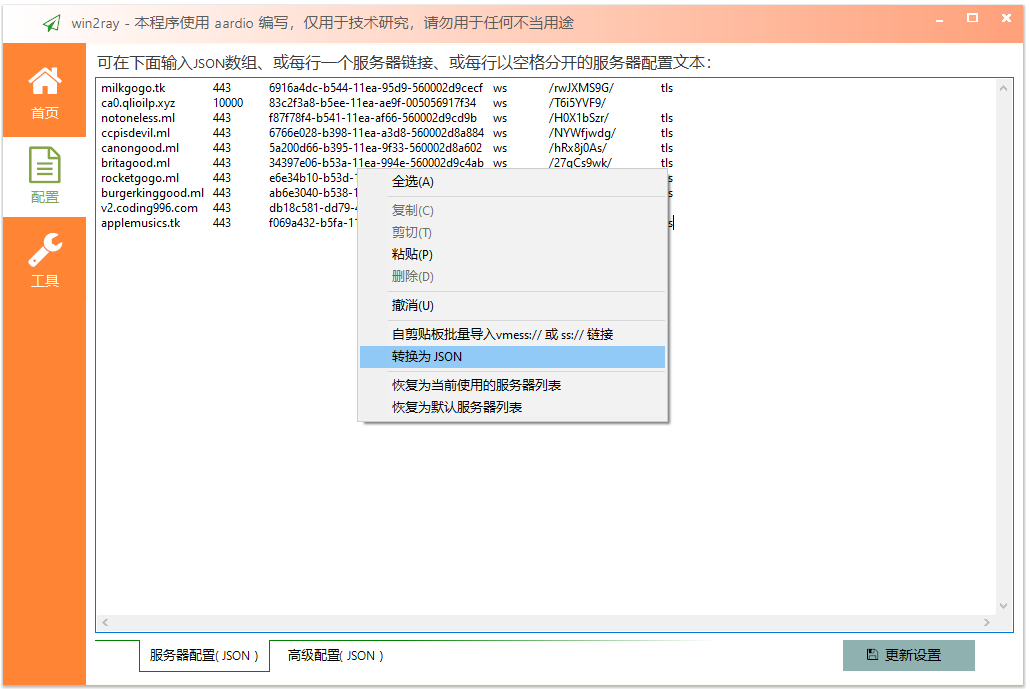 win2ray - 本程序使用 aardio 编写，仅用于技术研究，请勿用于任何不当用途
首页
配置
工具
可在下面输入JSON数组、或每行一个服务器链接、或每行以空格分开的服务器配置文本：
milkgogo.tk 443 6916a4dc-b544-11ea-95d9-560002d9cecf ws /rwJXMS9G/ tls
ca0.qlioilp.xyz 10000 83c2f3a8-b5ee-11ea-ae9f-005056917f34 ws /T6i5YVF9/
notoneless.ml 443 f87f78f4-b541-11ea-af66-560002d9cd9b ws /H0X1bSzr/ tls
ccpisdevil.ml 443 6766e028-b398-11ea-a3d8-560002d8a884 ws /NYWfjwdg/ tls
canongood.ml 443 5a200d66-b395-11ea-9f33-560002d8a602 ws /hRx8j0As/ tls
britagood.ml 443 34397e06-b53a-11ea-994e-560002d9c4ab ws /27qCs9wk/ tls
rocketgogo.ml 443 e6e34b10-b53d- s
burgerkinggood.ml 443 ab6e3040-b538-1 s
v2.coding996.com 443 db18c581-dd79-4
applemusics.tk 443 f069a432-b5fa-11 s
全选(A)
复制(C)
剪切(T)
粘贴(P)
删除(D)
撤消(U)
自剪贴板批量导入vmess:// 或 ss:// 链接
转换为 JSON
恢复为当前使用的服务器列表
恢复为默认服务器列表
服务器配置( JSON )
高级配置( JSON )
更新设置